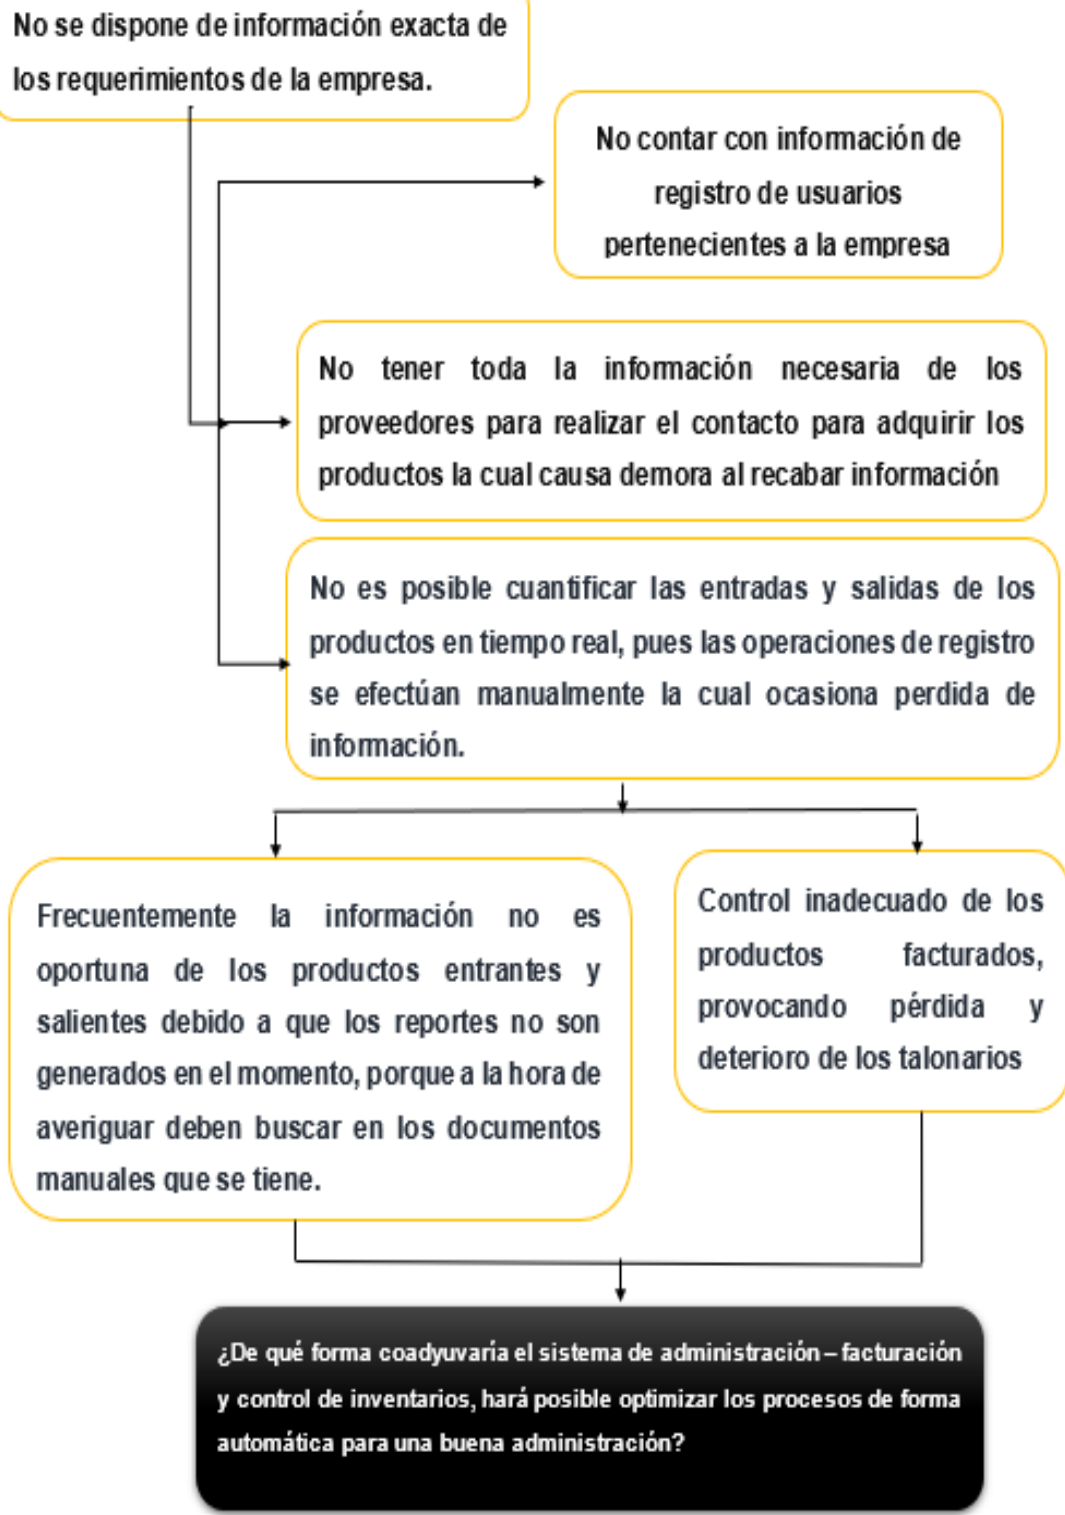 No se dispone de información exacta de
los requerimientos de la empresa.
No contar con información de
registro de usuarios
pertenecientes a la empresa
No tener toda la información necesaria de los
proveedores para realizar el contacto para adquirir los
productos la cual causa demora al recabar información
No es posible cuantificar las entradas y salidas de los
productos en tiempo real, pues las operaciones de registro
se efectúan manualmente la cual ocasiona perdida de
información.
Frecuentemente la información no es
oportuna de los productos entrantes y
salientes debido a que los reportes no son
generados en el momento, porque a la hora de
averiguar deben buscar en los documentos
manuales que se tiene.
Control inadecuado de los
productos facturados,
provocando pérdida y
deterioro de los talonarios
¿De qué forma coadyuvaría el sistema de administración – facturación
y control de inventarios, hará posible optimizar los procesos de forma
automática para una buena administración?